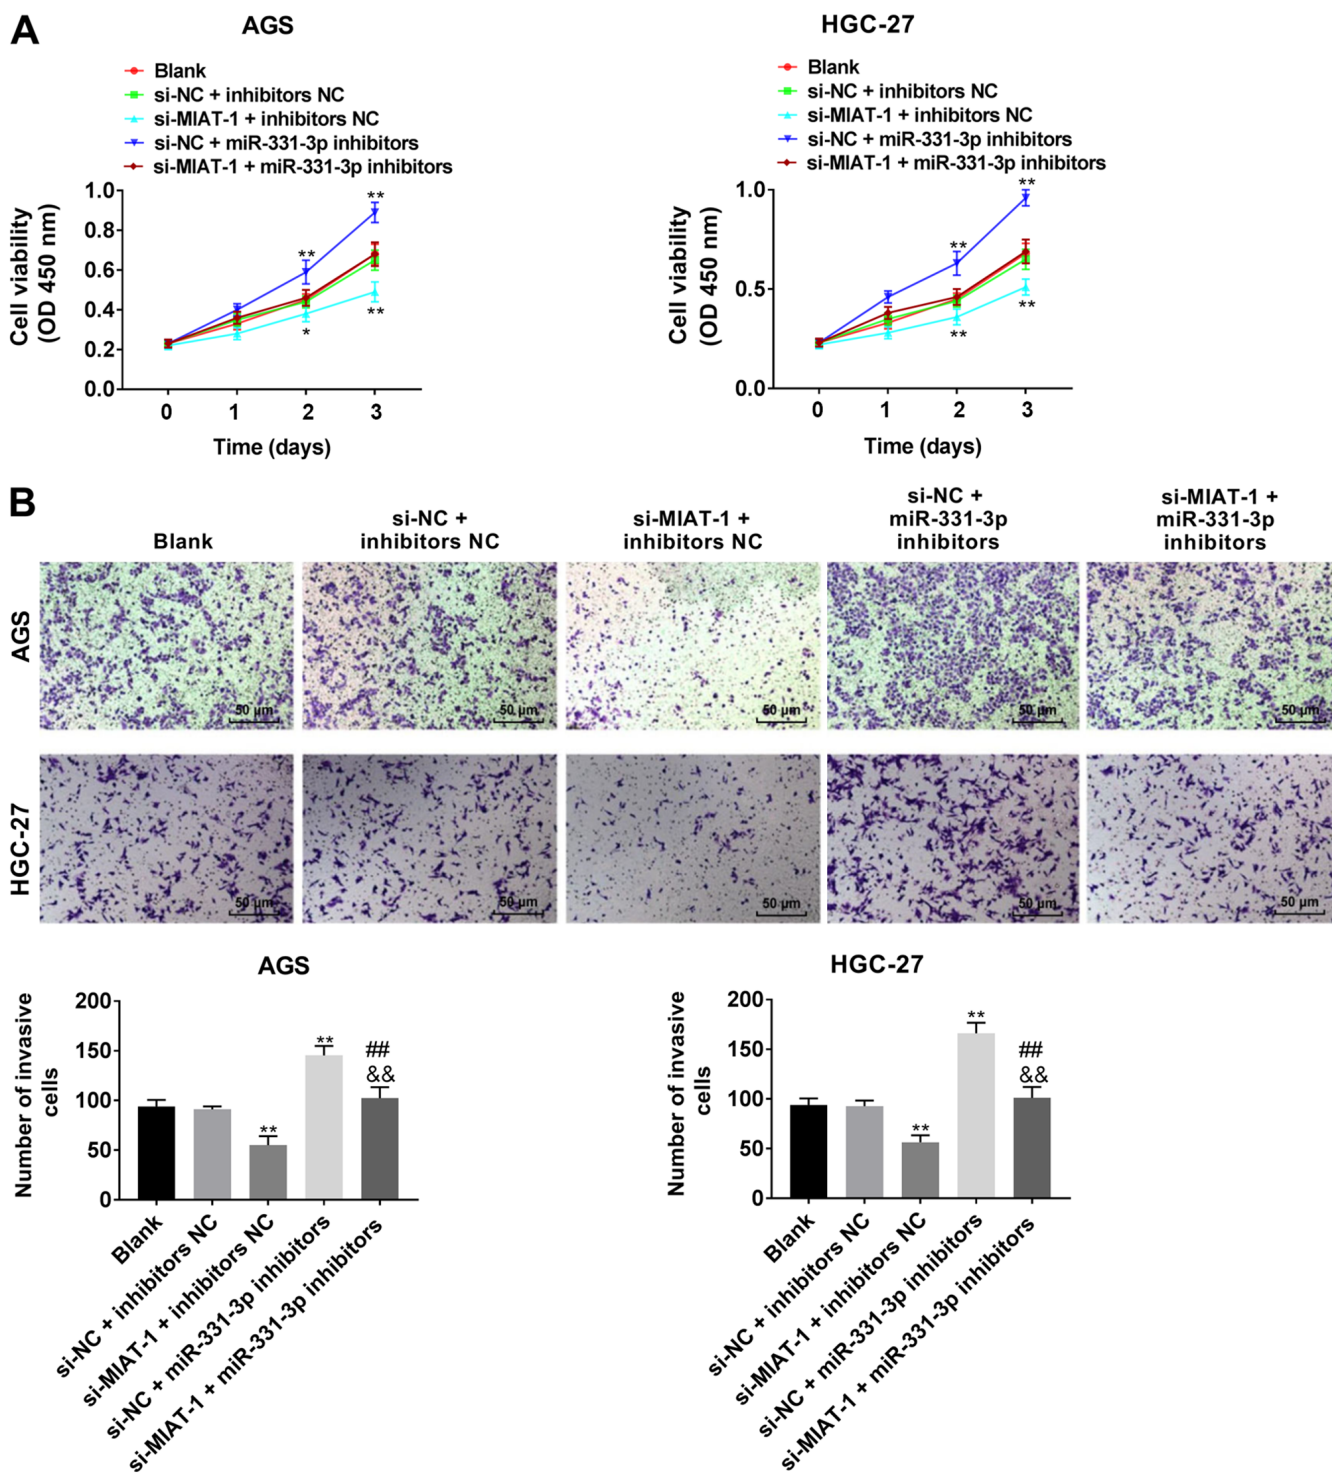 A
AGS
Blank
si-NC + inhibitors NC
si-MIAT-1 + inhibitors NC
si-NC + miR-331-3p inhibitors
si-MIAT-1 + miR-331-3p inhibitors
Cell viability
(OD 450 nm)
1.0
0.8
0.6
0.4
0.2
0.0
**
**
*
**
0
1
2
3
Time (days)
HGC-27
Blank
si-NC + inhibitors NC
si-MIAT-1 + inhibitors NC
si-NC + miR-331-3p inhibitors
si-MIAT-1 + miR-331-3p inhibitors
Cell viability
(OD 450 nm)
1.0
0.5
0.0
**
**
**
**
0
1
2
3
Time (days)
B
Blank
si-NC +
inhibitors NC
si-MIAT-1 +
inhibitors NC
si-NC +
miR-331-3p
inhibitors
si-MIAT-1 +
miR-331-3p
inhibitors
AGS
50 μm
50 μm
50 μm
50 μm
50 μm
HGC-27
50 μm
50 μm
50 μm
50 μm
50 μm
AGS
Number of invasive
cells
200
150
100
50
0
**
**
##
&&
Blank
si-NC + inhibitors NC
si-MIAT-1 + inhibitors NC
si-NC + miR-331-3p inhibitors
si-MIAT-1 + miR-331-3p inhibitors
HGC-27
Number of invasive
cells
200
150
100
50
0
**
**
##
&&
Blank
si-NC + inhibitors NC
si-MIAT-1 + inhibitors NC
si-NC + miR-331-3p inhibitors
si-MIAT-1 + miR-331-3p inhibitors